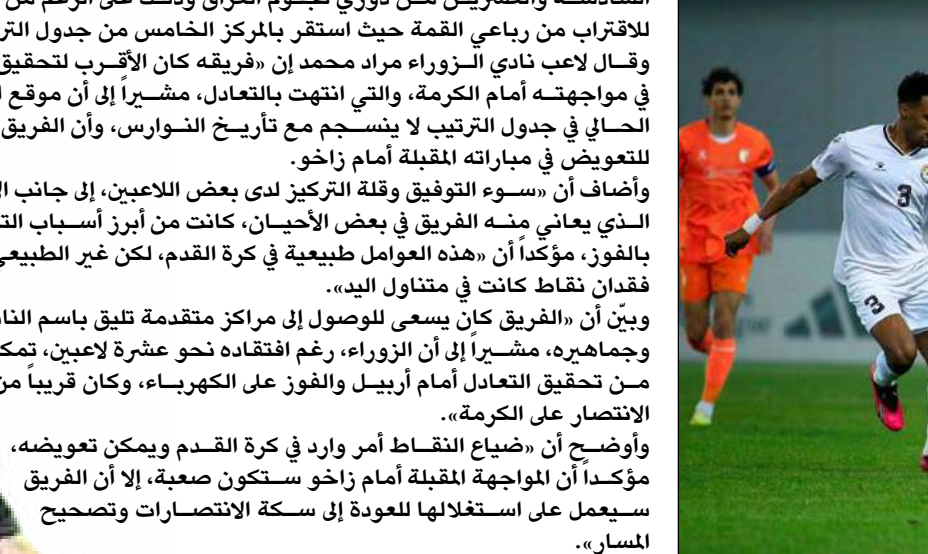 السادسة والعشرين من دوري نجوم العراق وذلك على الرغم من
للاقتراب من رباعي القمة حيث استقر بالمركز الخامس من جدول
وقال لاعب نادي الزوراء مراد محمد إن «فريقه كان الأقرب لتحقيق
في مواجهته أمام الكرمة، والتي انتهت بالتعادل، مشيراً إلى أن موقع
الحالي في جدول الترتيب لا ينسجم مع تأريخ النوارس، وأن الفريق
للتعويض في مباراته المقبلة أمام زاخو.
وأضاف أن «سوء التوفيق وقلة التركيز لدى بعض اللاعبين، إلى جانب
الذي يعاني منه الفريق في بعض الأحيان، كانت من أبرز أسباب
بالفوز، مؤكداً أن «هذه العوامل طبيعية في كرة القدم، لكن غير
فقدان نقاط كانت في متناول اليد».
وبيّن أن «الفريق كان يسعى للوصول إلى مراكز متقدمة تليق باسم
وجماهيره، مشيراً إلى أن الزوراء، رغم افتقاده نحو عشرة لاعبين،
من تحقيق التعادل أمام أربيل والفوز على الكهرباء، وكان قريباً من
الانتصار على الكرمة».
وأوضح أن «ضياع النقاط أمر وارد في كرة القدم ويمكن تعويضه،
مؤكداً أن المواجهة المقبلة أمام زاخو ستكون صعبة، إلا أن الفريق
سيعمل على استغلالها للعودة إلى سكة الانتصارات وتصحيح
المسار».
3
3